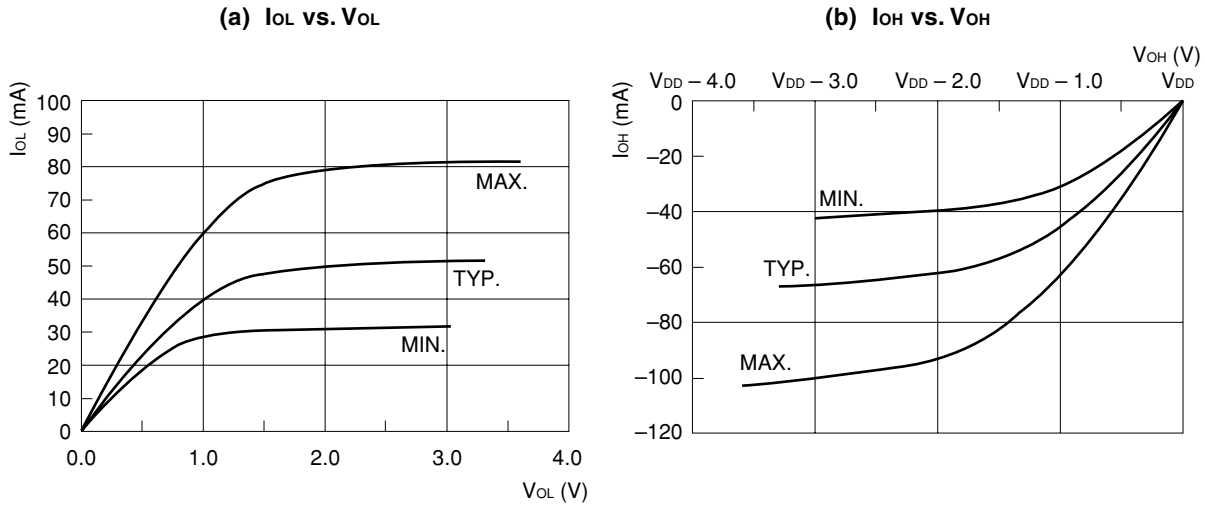 (a) IOL vs. VOL
IOL (mA)
100
90
80
70
60
50
40
30
20
10
0
MAX.
TYP.
MIN.
0.0 1.0 2.0 3.0 4.0
VOL (V)
(b) IOH vs. VOH
VOH (V)
VDD – 4.0 VDD – 3.0 VDD – 2.0 VDD – 1.0 VDD
IOH (mA)
0
–20
–40
–60
–80
–100
–120
MIN.
TYP.
MAX.